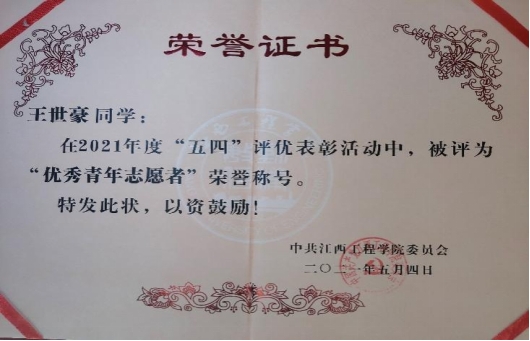 荣誉证书
王世豪同学：
在2021年度“五四”评优表彰活动中，被评为
“优秀青年志愿者”荣誉称号。
特发此状，以资鼓励！
中共江西工程学院委员会
二〇二一年五月四日